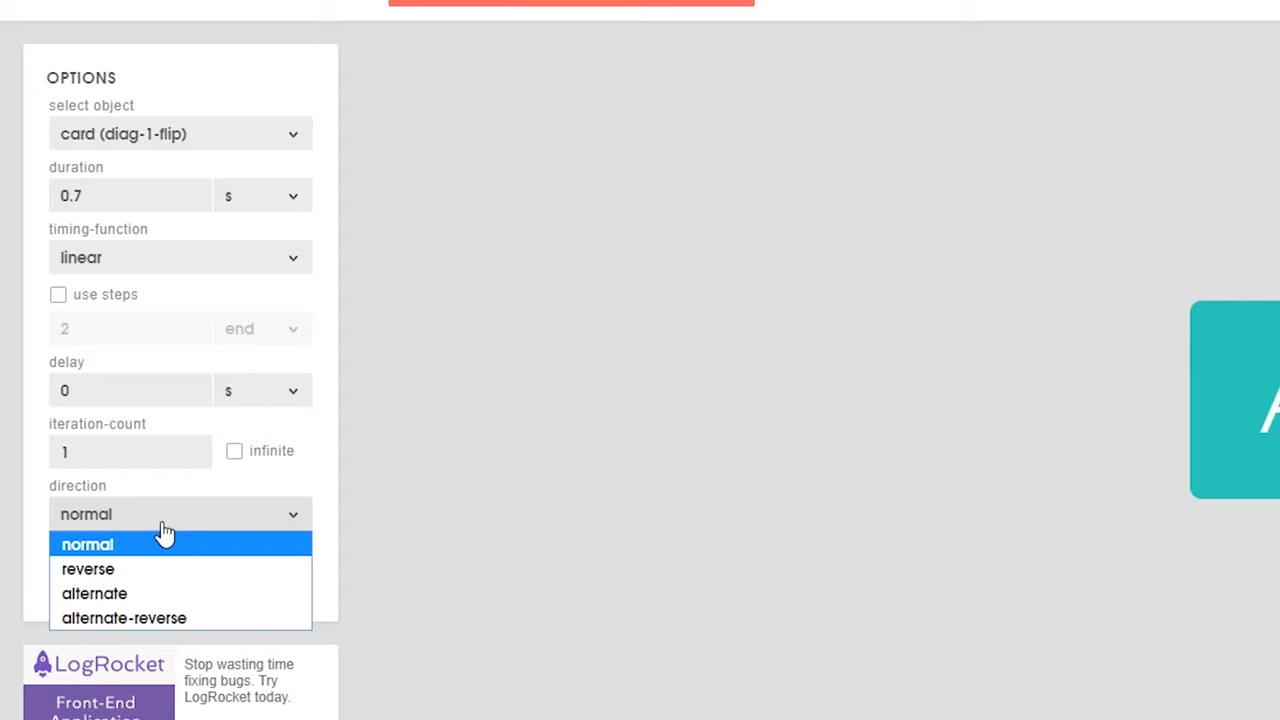 OPTIONS
select object
card (diag-1-flip)
duration
0.7 s
timing-function
linear
use steps
2 end
delay
0 s
iteration-count
1 infinite
direction
normal
normal
reverse
alternate
alternate-reverse
LogRocket
Front-End
Stop wasting time
fixing bugs. Try
LogRocket today.
A